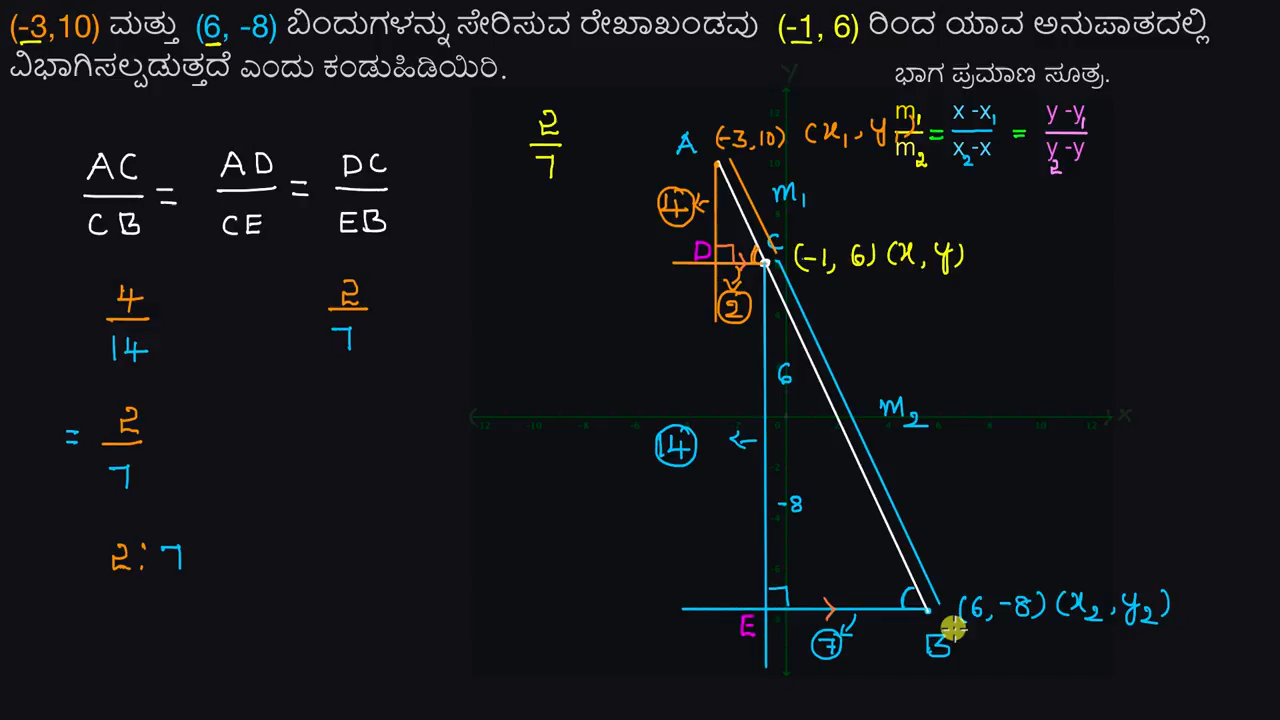 (-3,10) ಮತ್ತು (6, -8) ಬಿಂದುಗಳನ್ನು ಸೇರಿಸುವ ರೇಖಾಖಂಡವು (-1, 6) ರಿಂದ ಯಾವ ಅನುಪಾತದಲ್ಲಿ
ವಿಭಾಗಿಸಲ್ಪಡುತ್ತದೆ ಎಂದು ಕಂಡುಹಿಡಿಯಿರಿ.
ಭಾಗ ಪ್ರಮಾಣ ಸೂತ್ರ.
m₁/m₂ = x -x₁/x₂-x = y -y₁/y₂-y
2/7
AC/CB = AD/CE = DC/EB
4/14 2/7
= 2/7
2:7
A (-3,10) (x₁, y
m₁
4
D C (-1, 6) (x, y)
2
6
m₂
14
-8
E 7 B (6,-8) (x₂, y₂)
y
x